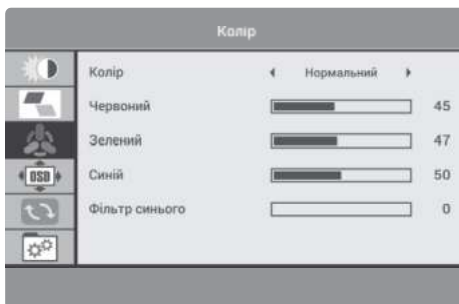 Колір
Колір Нормальний
Червоний 45
Зелений 47
Синій 50
OSD
Фільтр синього 0